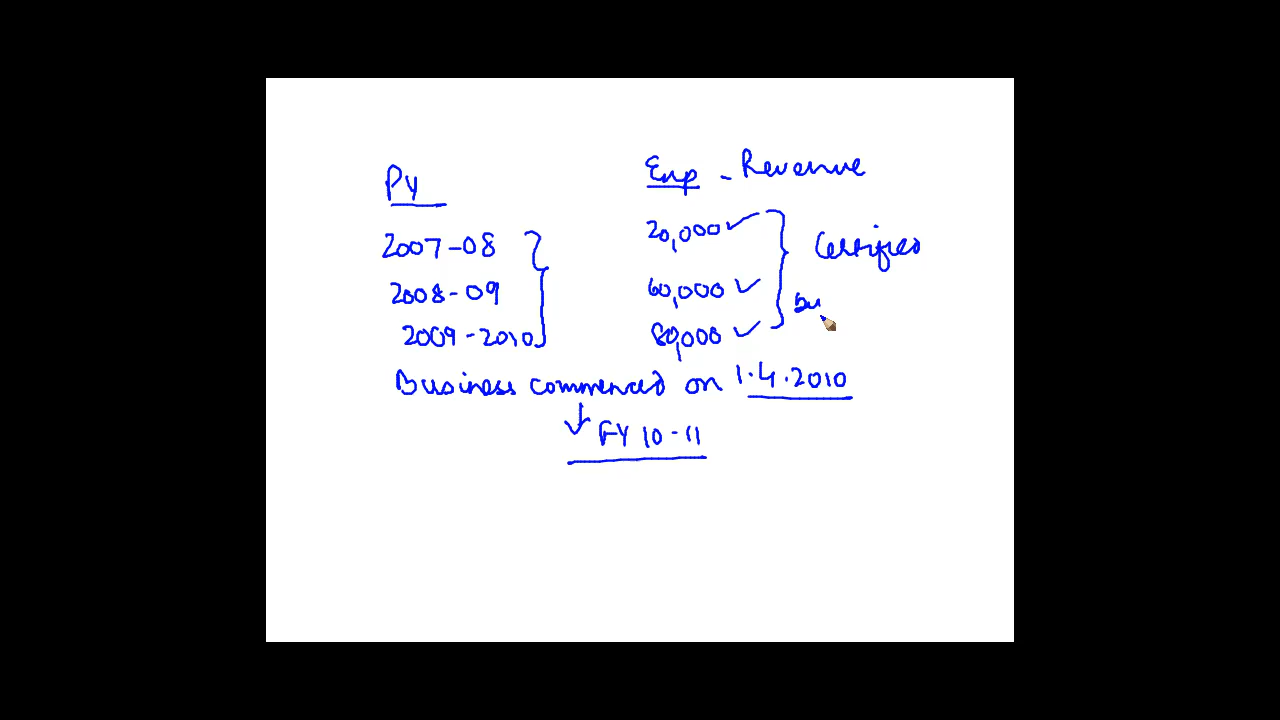 PY Exp - Revenue
2007-08 20,000 Certified
2008-09 60,000
2009-2010 80,000
Business commenced on 1.4.2010
FY 10-11